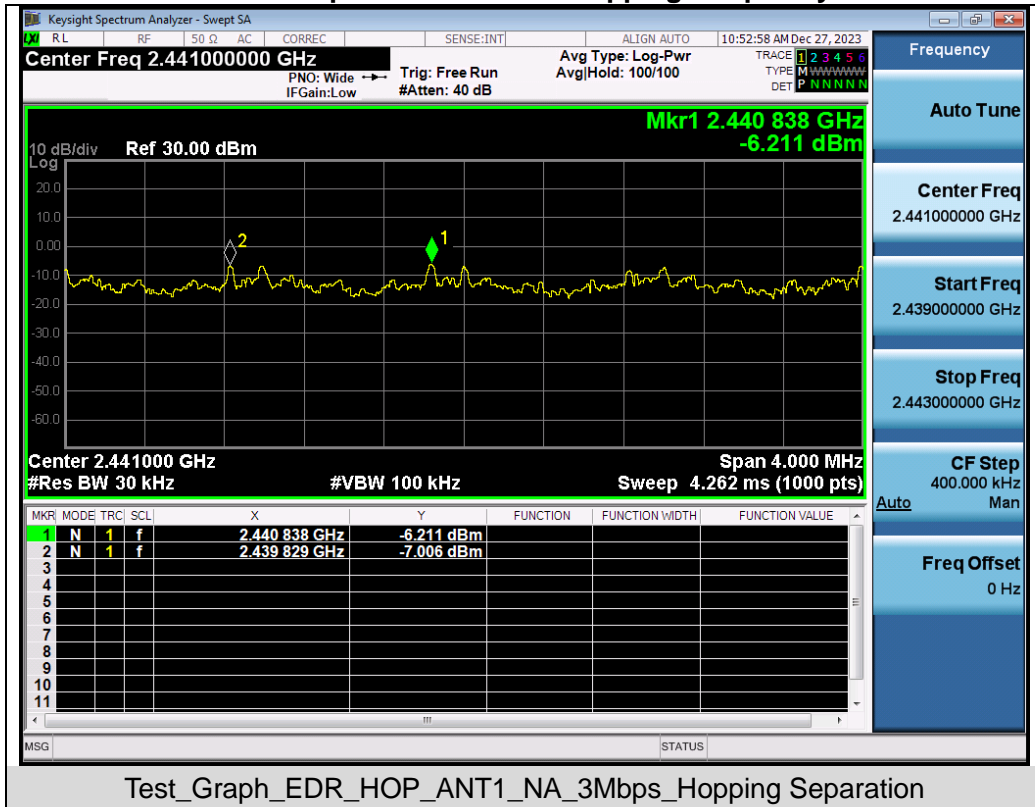 Keysight Spectrum Analyzer - Swept SA
LXI RL RF 50 Ω AC CORREC SENSE:INT ALIGN AUTO 10:52:58 AM Dec 27, 2023
Center Freq 2.441000000 GHz
PNO: Wide
IFGain:Low
Trig: Free Run
#Atten: 40 dB
Avg Type: Log-Pwr
Avg|Hold: 100/100
TRACE 1 2 3 4 5 6
TYPE M WWWWW
DET P N N N N N
Frequency
Mkr1 2.440 838 GHz
-6.211 dBm
10 dB/div Ref 30.00 dBm
Log
20.0
10.0
0.00
-10.0
-20.0
-30.0
-40.0
-50.0
-60.0
2
1
Center 2.441000 GHz Span 4.000 MHz
#Res BW 30 kHz #VBW 100 kHz Sweep 4.262 ms (1000 pts)
MKR MODE TRC SCL X Y FUNCTION FUNCTION WIDTH FUNCTION VALUE
1 N 1 f 2.440 838 GHz -6.211 dBm
2 N 1 f 2.439 829 GHz -7.006 dBm
3
4
5
6
7
8
9
10
11
MSG STATUS
Auto Tune
Center Freq
2.441000000 GHz
Start Freq
2.439000000 GHz
Stop Freq
2.443000000 GHz
CF Step
400.000 kHz
Auto Man
Freq Offset
0 Hz
Test_Graph_EDR_HOP_ANT1_NA_3Mbps_Hopping Separation